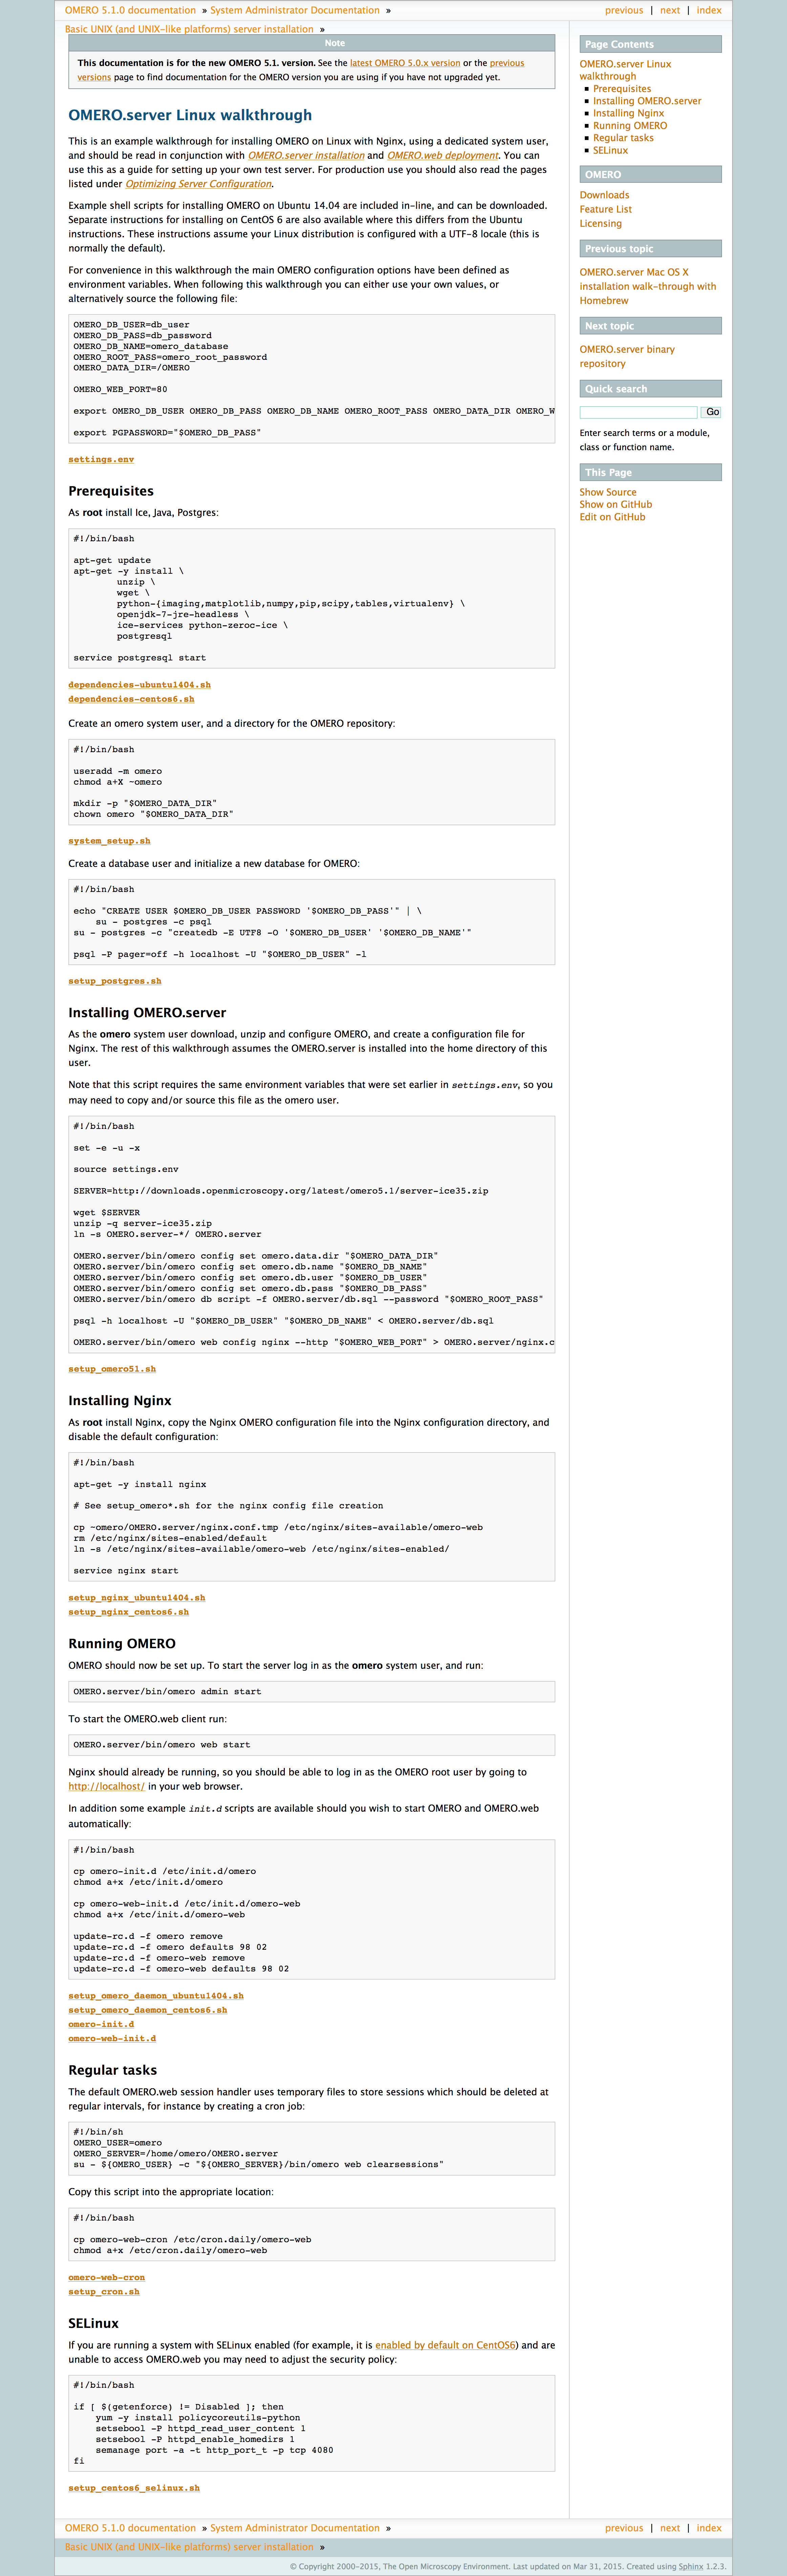 OMERO 5.1.0 documentation » System Administrator Documentation »
previous | next | index
Basic UNIX (and UNIX-like platforms) server installation »
Note
This documentation is for the new OMERO 5.1. version. See the latest OMERO 5.0.x version or the previous
versions page to find documentation for the OMERO version you are using if you have not upgraded yet.
OMERO.server Linux walkthrough
This is an example walkthrough for installing OMERO on Linux with Nginx, using a dedicated system user,
and should be read in conjunction with OMERO.server installation and OMERO.web deployment. You can
use this as a guide for setting up your own test server. For production use you should also read the pages
listed under Optimizing Server Configuration.
Example shell scripts for installing OMERO on Ubuntu 14.04 are included in-line, and can be downloaded.
Separate instructions for installing on CentOS 6 are also available where this differs from the Ubuntu
instructions. These instructions assume your Linux distribution is configured with a UTF-8 locale (this is
normally the default).
For convenience in this walkthrough the main OMERO configuration options have been defined as
environment variables. When following this walkthrough you can either use your own values, or
alternatively source the following file:
OMERO_DB_USER=db_user
OMERO_DB_PASS=db_password
OMERO_DB_NAME=omero_database
OMERO_ROOT_PASS=omero_root_password
OMERO_DATA_DIR=/OMERO
OMERO_WEB_PORT=80
export OMERO_DB_USER OMERO_DB_PASS OMERO_DB_NAME OMERO_ROOT_PASS OMERO_DATA_DIR OMERO_W
export PGPASSWORD="$OMERO_DB_PASS"
settings.env
Prerequisites
As root install Ice, Java, Postgres:
#!/bin/bash
apt-get update
apt-get -y install \
unzip \
wget \
python-{imaging,matplotlib,numpy,pip,scipy,tables,virtualenv} \
openjdk-7-jre-headless \
ice-services python-zeroc-ice \
postgresql
service postgresql start
dependencies-ubuntu1404.sh
dependencies-centos6.sh
Create an omero system user, and a directory for the OMERO repository:
#!/bin/bash
useradd -m omero
chmod a+X ~omero
mkdir -p "$OMERO_DATA_DIR"
chown omero "$OMERO_DATA_DIR"
system_setup.sh
Create a database user and initialize a new database for OMERO:
#!/bin/bash
echo "CREATE USER $OMERO_DB_USER PASSWORD '$OMERO_DB_PASS'" | \
su - postgres -c psql
su - postgres -c "createdb -E UTF8 -O '$OMERO_DB_USER' '$OMERO_DB_NAME'"
psql -P pager=off -h localhost -U "$OMERO_DB_USER" -l
setup_postgres.sh
Installing OMERO.server
As the omero system user download, unzip and configure OMERO, and create a configuration file for
Nginx. The rest of this walkthrough assumes the OMERO.server is installed into the home directory of this
user.
Note that this script requires the same environment variables that were set earlier in settings.env, so you
may need to copy and/or source this file as the omero user.
#!/bin/bash
set -e -u -x
source settings.env
SERVER=http://downloads.openmicroscopy.org/latest/omero5.1/server-ice35.zip
wget $SERVER
unzip -q server-ice35.zip
ln -s OMERO.server-*/ OMERO.server
OMERO.server/bin/omero config set omero.data.dir "$OMERO_DATA_DIR"
OMERO.server/bin/omero config set omero.db.name "$OMERO_DB_NAME"
OMERO.server/bin/omero config set omero.db.user "$OMERO_DB_USER"
OMERO.server/bin/omero config set omero.db.pass "$OMERO_DB_PASS"
OMERO.server/bin/omero db script -f OMERO.server/db.sql --password "$OMERO_ROOT_PASS"
psql -h localhost -U "$OMERO_DB_USER" "$OMERO_DB_NAME" < OMERO.server/db.sql
OMERO.server/bin/omero web config nginx --http "$OMERO_WEB_PORT" > OMERO.server/nginx.c
setup_omero51.sh
Installing Nginx
As root install Nginx, copy the Nginx OMERO configuration file into the Nginx configuration directory, and
disable the default configuration:
#!/bin/bash
apt-get -y install nginx
# See setup_omero*.sh for the nginx config file creation
cp ~omero/OMERO.server/nginx.conf.tmp /etc/nginx/sites-available/omero-web
rm /etc/nginx/sites-enabled/default
ln -s /etc/nginx/sites-available/omero-web /etc/nginx/sites-enabled/
service nginx start
setup_nginx_ubuntu1404.sh
setup_nginx_centos6.sh
Running OMERO
OMERO should now be set up. To start the server log in as the omero system user, and run:
OMERO.server/bin/omero admin start
To start the OMERO.web client run:
OMERO.server/bin/omero web start
Nginx should already be running, so you should be able to log in as the OMERO root user by going to
http://localhost/ in your web browser.
In addition some example init.d scripts are available should you wish to start OMERO and OMERO.web
automatically:
#!/bin/bash
cp omero-init.d /etc/init.d/omero
chmod a+x /etc/init.d/omero
cp omero-web-init.d /etc/init.d/omero-web
chmod a+x /etc/init.d/omero-web
update-rc.d -f omero remove
update-rc.d -f omero defaults 98 02
update-rc.d -f omero-web remove
update-rc.d -f omero-web defaults 98 02
setup_omero_daemon_ubuntu1404.sh
setup_omero_daemon_centos6.sh
omero-init.d
omero-web-init.d
Regular tasks
The default OMERO.web session handler uses temporary files to store sessions which should be deleted at
regular intervals, for instance by creating a cron job:
#!/bin/sh
OMERO_USER=omero
OMERO_SERVER=/home/omero/OMERO.server
su - ${OMERO_USER} -c "${OMERO_SERVER}/bin/omero web clearsessions"
Copy this script into the appropriate location:
#!/bin/bash
cp omero-web-cron /etc/cron.daily/omero-web
chmod a+x /etc/cron.daily/omero-web
omero-web-cron
setup_cron.sh
SELinux
If you are running a system with SELinux enabled (for example, it is enabled by default on CentOS6) and are
unable to access OMERO.web you may need to adjust the security policy:
#!/bin/bash
if [ $(getenforce) != Disabled ]; then
yum -y install policycoreutils-python
setsebool -P httpd_read_user_content 1
setsebool -P httpd_enable_homedirs 1
semanage port -a -t http_port_t -p tcp 4080
fi
setup_centos6_selinux.sh
Page Contents
OMERO.server Linux
walkthrough
Prerequisites
Installing OMERO.server
Installing Nginx
Running OMERO
Regular tasks
SELinux
OMERO
Downloads
Feature List
Licensing
Previous topic
OMERO.server Mac OS X
installation walk-through with
Homebrew
Next topic
OMERO.server binary
repository
Quick search
Go
Enter search terms or a module,
class or function name.
This Page
Show Source
Show on GitHub
Edit on GitHub
OMERO 5.1.0 documentation » System Administrator Documentation »
previous | next | index
Basic UNIX (and UNIX-like platforms) server installation »
© Copyright 2000-2015, The Open Microscopy Environment. Last updated on Mar 31, 2015. Created using Sphinx 1.2.3.